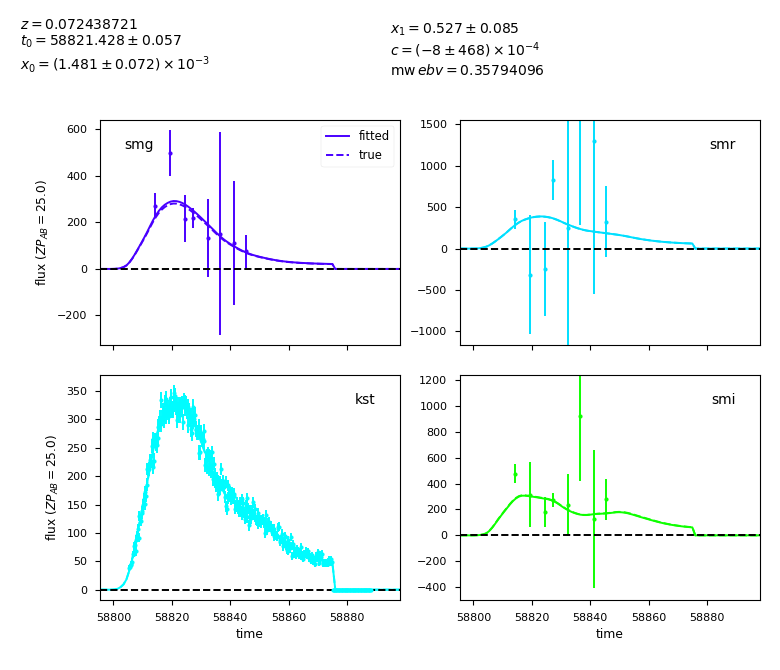 z = 0.072438721
t₀ = 58821.428 ± 0.057
x₀ = (1.481 ± 0.072) × 10⁻³
x₁ = 0.527 ± 0.085
c = (−8 ± 468) × 10⁻⁴
mw ebv = 0.35794096
smg
fitted
true
600
400
200
0
−200
flux (ZP_AB = 25.0)
smr
1500
1000
500
0
−500
−1000
kst
350
300
250
200
150
100
50
0
flux (ZP_AB = 25.0)
58800 58820 58840 58860 58880
time
smi
1200
1000
800
600
400
200
0
−200
−400
58800 58820 58840 58860 58880
time